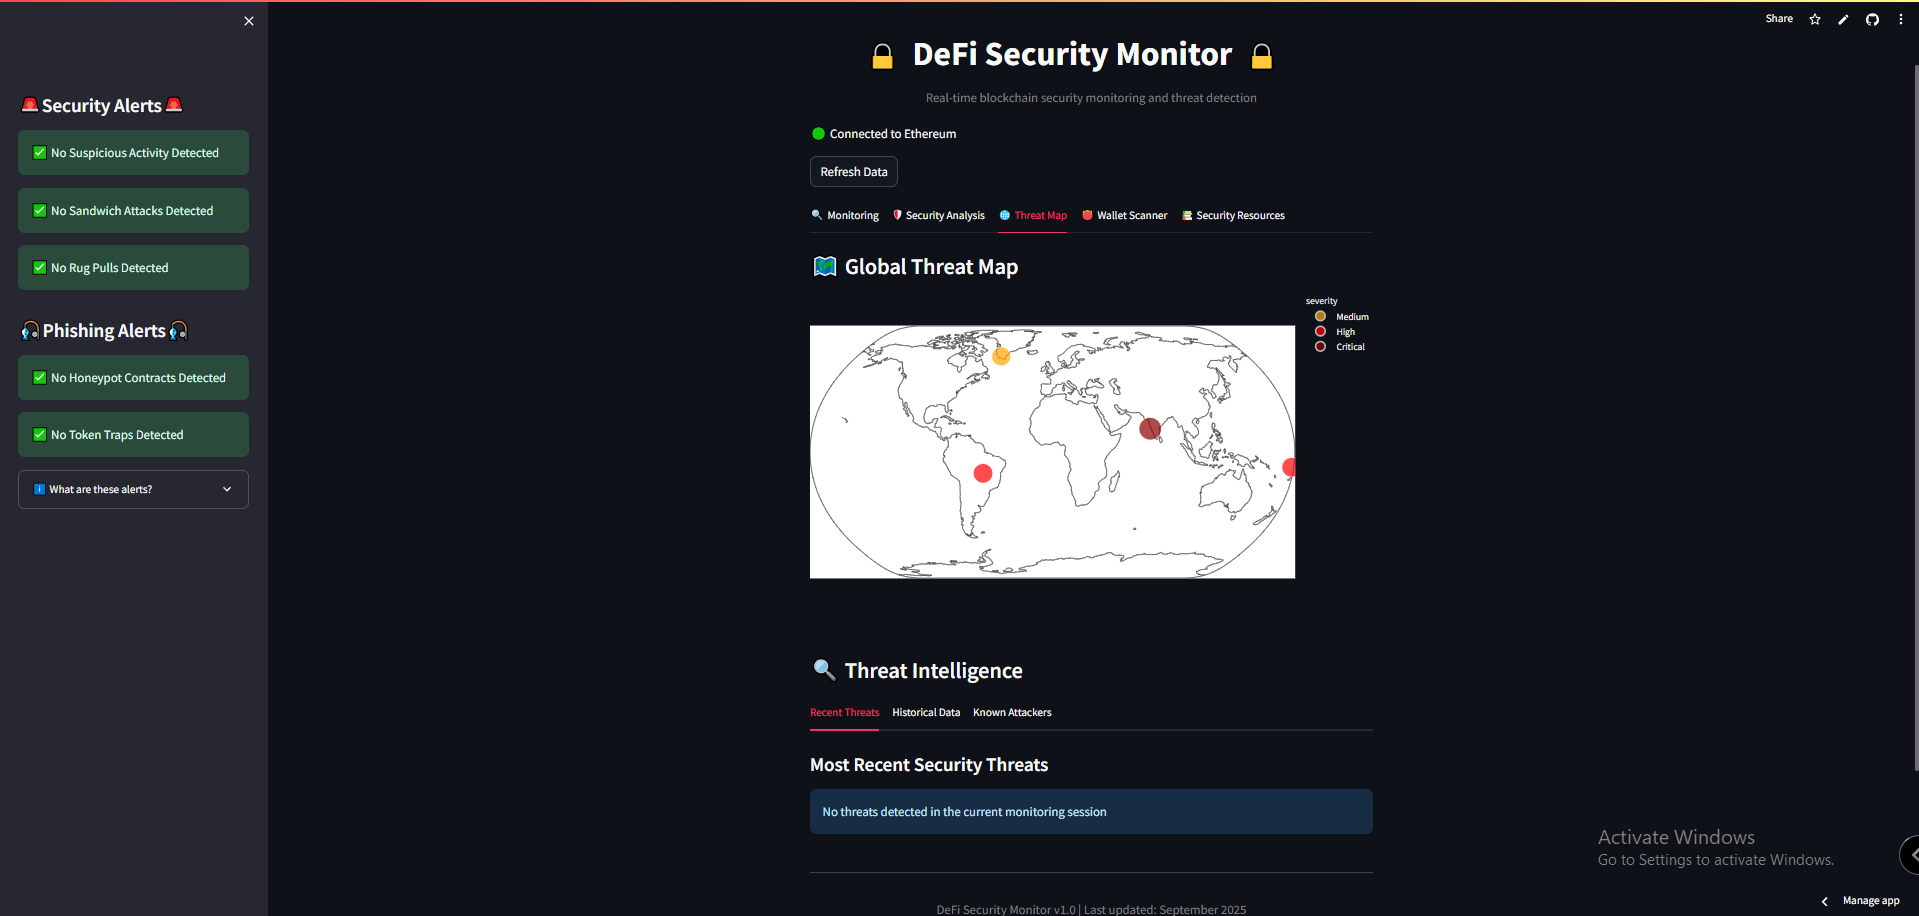 Share
🚨 Security Alerts 🚨
✅ No Suspicious Activity Detected
✅ No Sandwich Attacks Detected
✅ No Rug Pulls Detected
🎧 Phishing Alerts 🎧
✅ No Honeypot Contracts Detected
✅ No Token Traps Detected
ℹ️ What are these alerts?
🔒 DeFi Security Monitor 🔒
Real-time blockchain security monitoring and threat detection
🟢 Connected to Ethereum
Refresh Data
🔍 Monitoring 🛡️ Security Analysis 🌐 Threat Map 👛 Wallet Scanner 📚 Security Resources
🗺️ Global Threat Map
severity
Medium
High
Critical
🔍 Threat Intelligence
Recent Threats Historical Data Known Attackers
Most Recent Security Threats
No threats detected in the current monitoring session
DeFi Security Monitor v1.0 | Last updated: September 2025
Activate Windows
Go to Settings to activate Windows.
Manage app